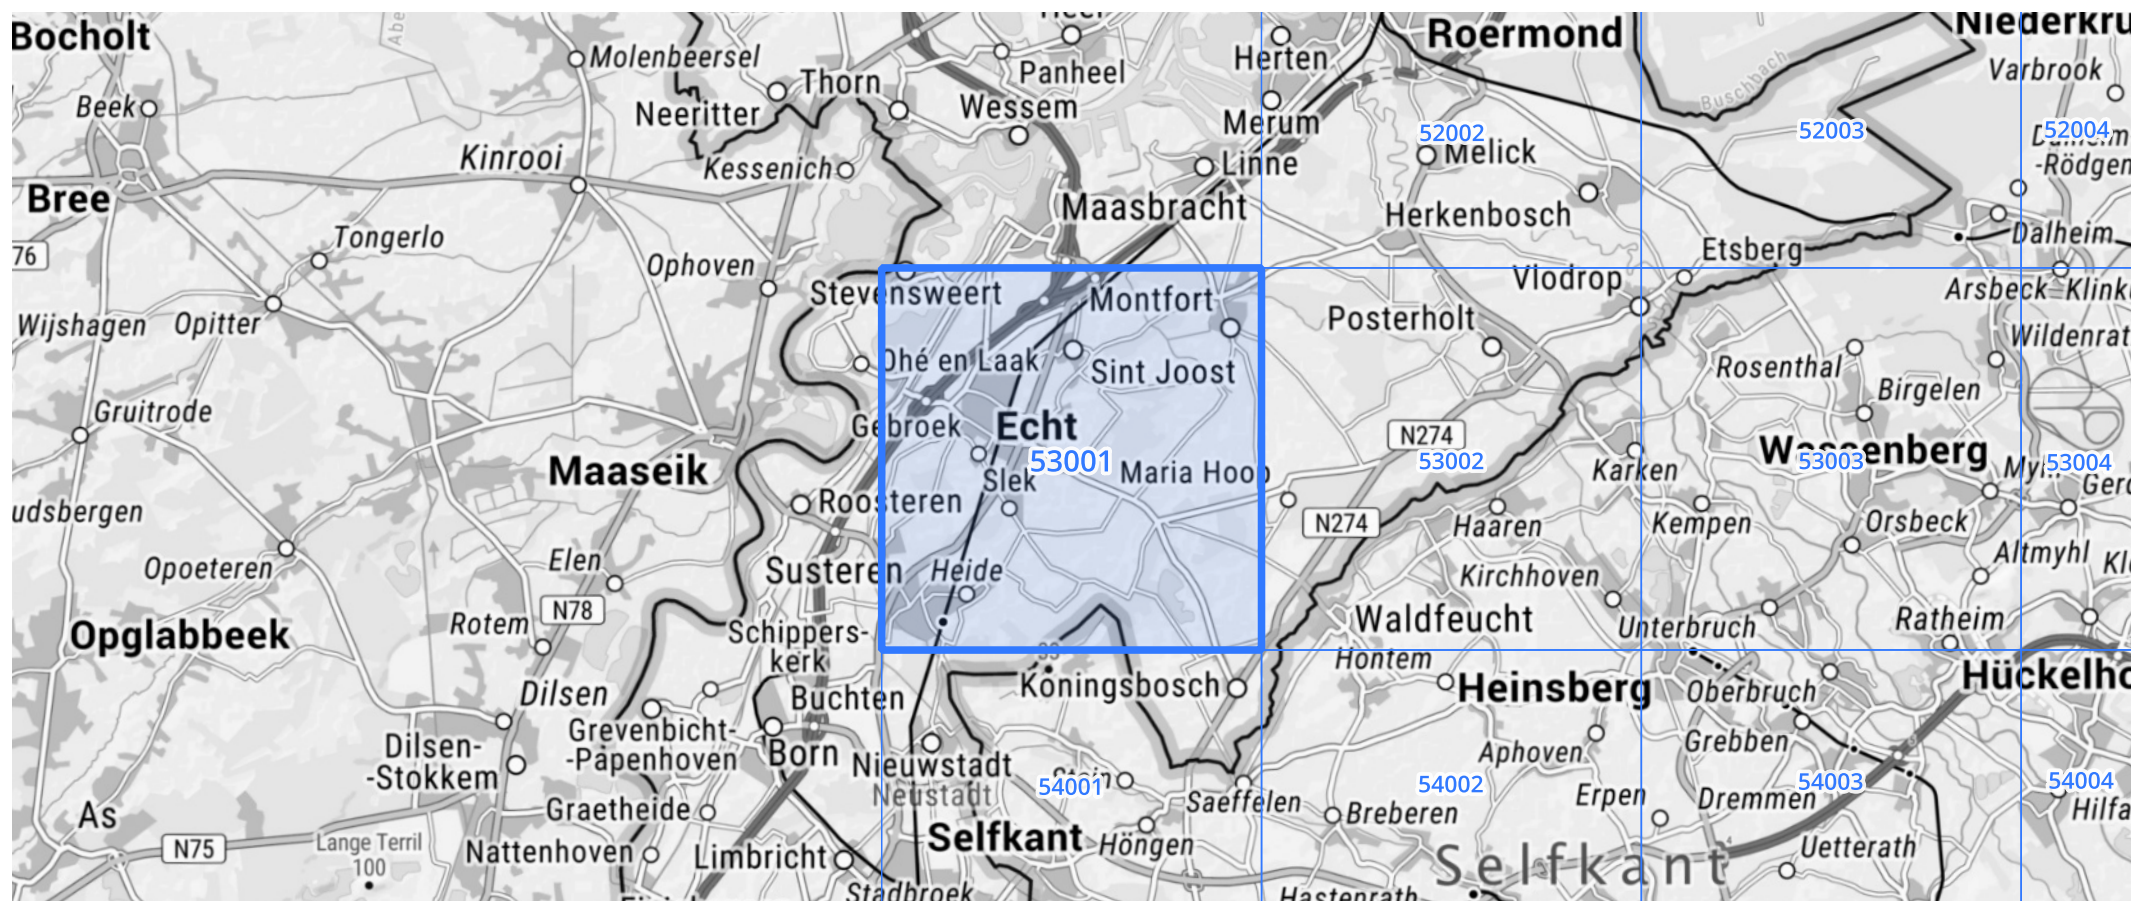 Bocholt
Molenbeersel
Beek
Neeritter
Thorn
Panheel
Wessem
Herten
Roermond
Varbrook
Buschbach
Merum
Linne
52002
Melick
52003
52004
-Rödgen
Kinrooi
Kessenich
Bree
Maasbracht
Herkenbosch
Tongerlo
76
Ophoven
Etsberg
Dalheim
Stevensweert
Montfort
Vlodrop
Arsbeck
Wijshagen
Opitter
Posterholt
Ohé en Laak
Sint Joost
Rosenthal
Birgelen
Gruitrode
Gebroek
Echt
N274
53001
53002
Wassenberg
53003
53004
Maaseik
Slek
Maria Hoop
Karken
Roosteren
N274
Haaren
Kempen
Orsbeck
udsbergen
Opoeteren
Elen
Susteren
Heide
Kirchhoven
Altmyhl
N78
Rotem
Opglabbeek
Schippers-
kerk
Waldfeucht
Unterbruch
Ratheim
Hontem
Dilsen
Buchten
Koningsbosch
Heinsberg
Oberbruch
Grevenbicht-
-Papenhoven
Dilsen-
-Stokkem
Born
Nieuwstadt
Neustadt
Stein
54001
Aphoven
Grebben
54002
54003
54004
As
Graetheide
Saeffelen
Breberen
Erpen
Dremmen
N75
Lange Terril
100
Nattenhoven
Limbricht
Selfkant
Höngen
Selfkant
Uetterath
Stadbroek
Hastenrath